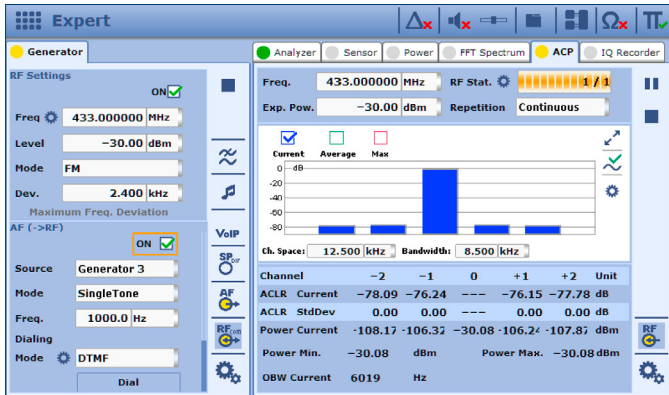 Expert
Generator
Analyzer Sensor Power FFT Spectrum ACP IQ Recorder
RF Settings
ON
Freq 433.000000 MHz
Level -30.00 dBm
Mode FM
Dev. 2.400 kHz
Maximum Freq. Deviation
AF (->RF)
ON
Source Generator 3
Mode SingleTone
Freq. 1000.0 Hz
Dialing
Mode DTMF
Dial
VoIP
SP Dir
AF
RF com
Freq. 433.000000 MHz RF Stat. 1 / 1
Exp. Pow. -30.00 dBm Repetition Continuous
Current Average Max
0 dB
-20
-40
-60
-80
Ch. Space: 12.500 kHz Bandwidth: 8.500 kHz
Channel -2 -1 0 +1 +2 Unit
ACLR Current -78.09 -76.24 --- -76.15 -77.78 dB
ACLR StdDev 0.00 0.00 --- 0.00 0.00 dB
Power Current -108.17 -106.32 -30.08 -106.24 -107.87 dBm
Power Min. -30.08 dBm Power Max. -30.08 dBm
OBW Current 6019 Hz
RF